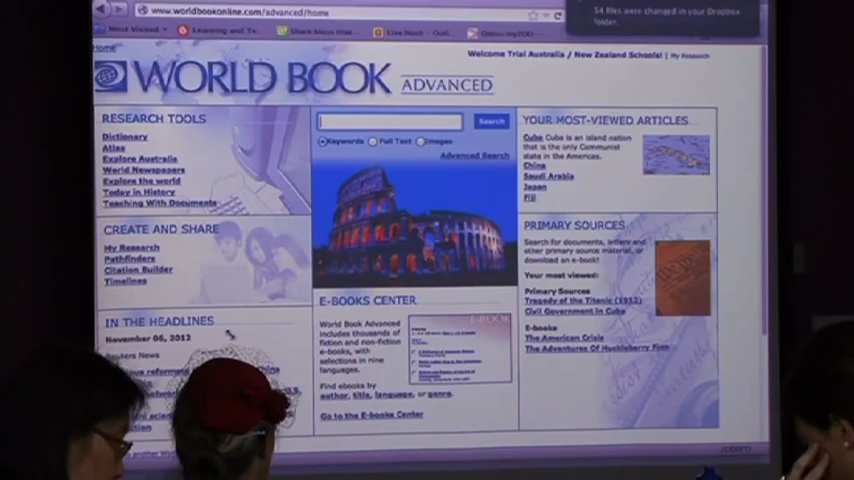 www.worldbookonline.com/advanced/home
54 files were changed in your Dropbox
folder.
Most Visited
Learning and Te..
Home
Welcome Trial Australia / New Zealand Schools! | My Research
WORLD BOOK ADVANCED
RESEARCH TOOLS
Dictionary
Atlas
Explore Australia
World Newspapers
Explore the world
Today in History
Teaching With Documents
CREATE AND SHARE
My Research
Pathfinders
Citation Builder
Timelines
IN THE HEADLINES
November 06, 2012
Reuters News
Search
Keywords Full Text Images
Advanced Search
E-BOOKS CENTER
World Book Advanced
includes thousands of
fiction and non-fiction
e-books, with
selections in nine
languages.
Find ebooks by
author, title, language, or genre.
Go to the E-books Center
E-BOOK
YOUR MOST-VIEWED ARTICLES
Cuba Cuba is an island nation
that is the only Communist
state in the Americas.
China
Saudi Arabia
Japan
Fiji
PRIMARY SOURCES
Search for documents, letters and
other primary source material, or
download an e-book!
Your most viewed:
Primary Sources
Tragedy of the Titanic (1912)
Civil Government in Cuba
E-books
The American Crisis
The Adventures Of Huckleberry Finn